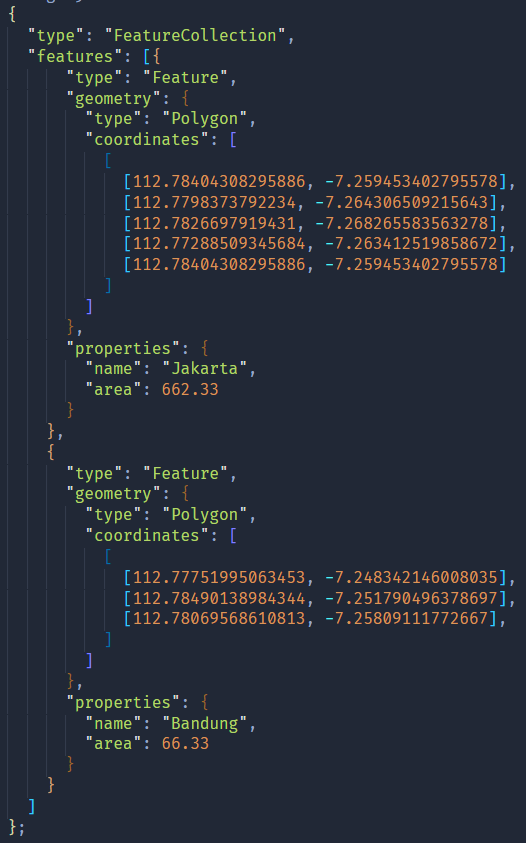 {
  "type": "FeatureCollection",
  "features": [{
      "type": "Feature",
      "geometry": {
        "type": "Polygon",
        "coordinates": [
          [
            [112.78404308295886, -7.259453402795578],
            [112.7798373792234, -7.264306509215643],
            [112.7826697919431, -7.268265583563278],
            [112.77288509345684, -7.263412519858672],
            [112.78404308295886, -7.259453402795578]
          ]
        ]
      },
      "properties": {
        "name": "Jakarta",
        "area": 662.33
      }
    },
    {
      "type": "Feature",
      "geometry": {
        "type": "Polygon",
        "coordinates": [
          [
            [112.77751995063453, -7.248342146008035],
            [112.78490138984344, -7.251790496378697],
            [112.78069568610813, -7.25809111772667],
          ]
        ]
      },
      "properties": {
        "name": "Bandung",
        "area": 66.33
      }
    }
  ]
};